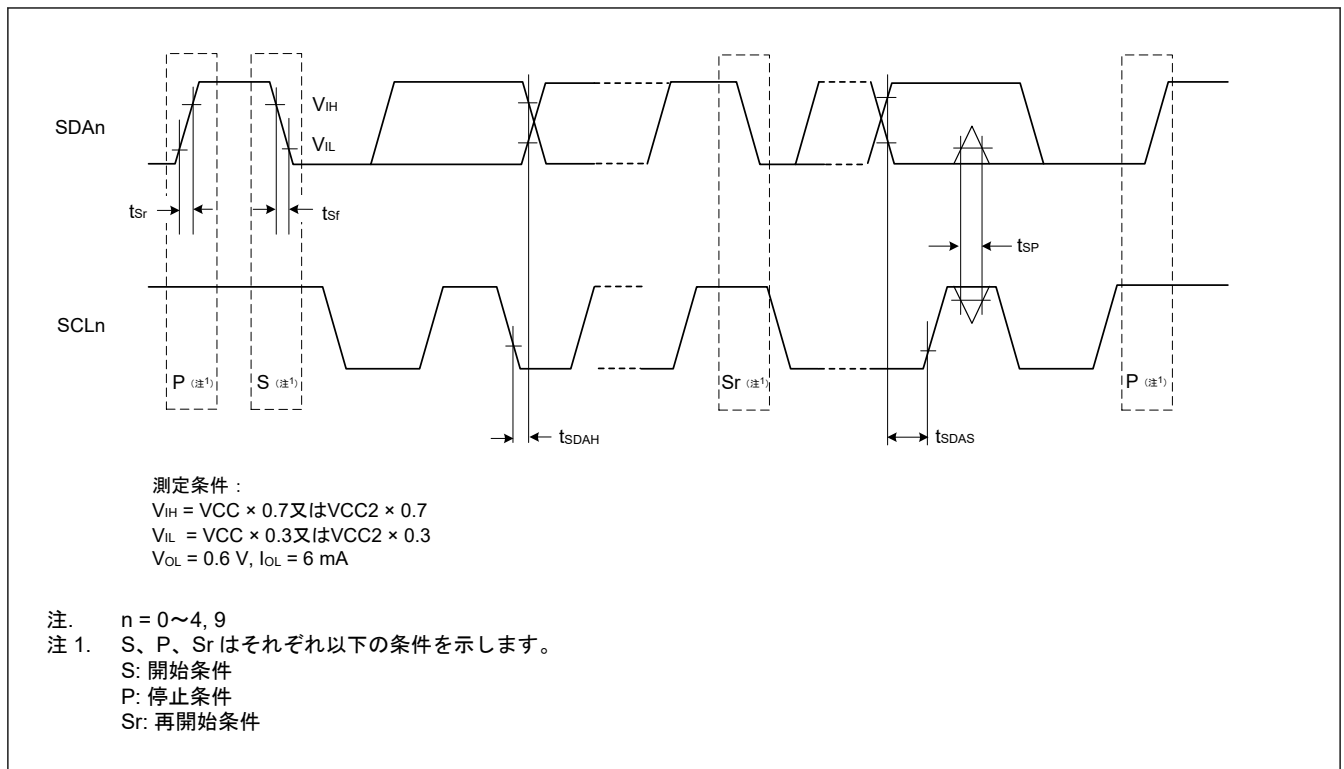 SDAn
VIH
VIL
tSr
tSf
tSP
SCLn
P (注1)
S (注1)
Sr (注1)
P (注1)
tSDAH
tSDAS
測定条件 :
VIH = VCC × 0.7又はVCC2 × 0.7
VIL = VCC × 0.3又はVCC2 × 0.3
VOL = 0.6 V, IOL = 6 mA
注. n = 0～4, 9
注 1. S、P、Sr はそれぞれ以下の条件を示します。
S: 開始条件
P: 停止条件
Sr: 再開始条件